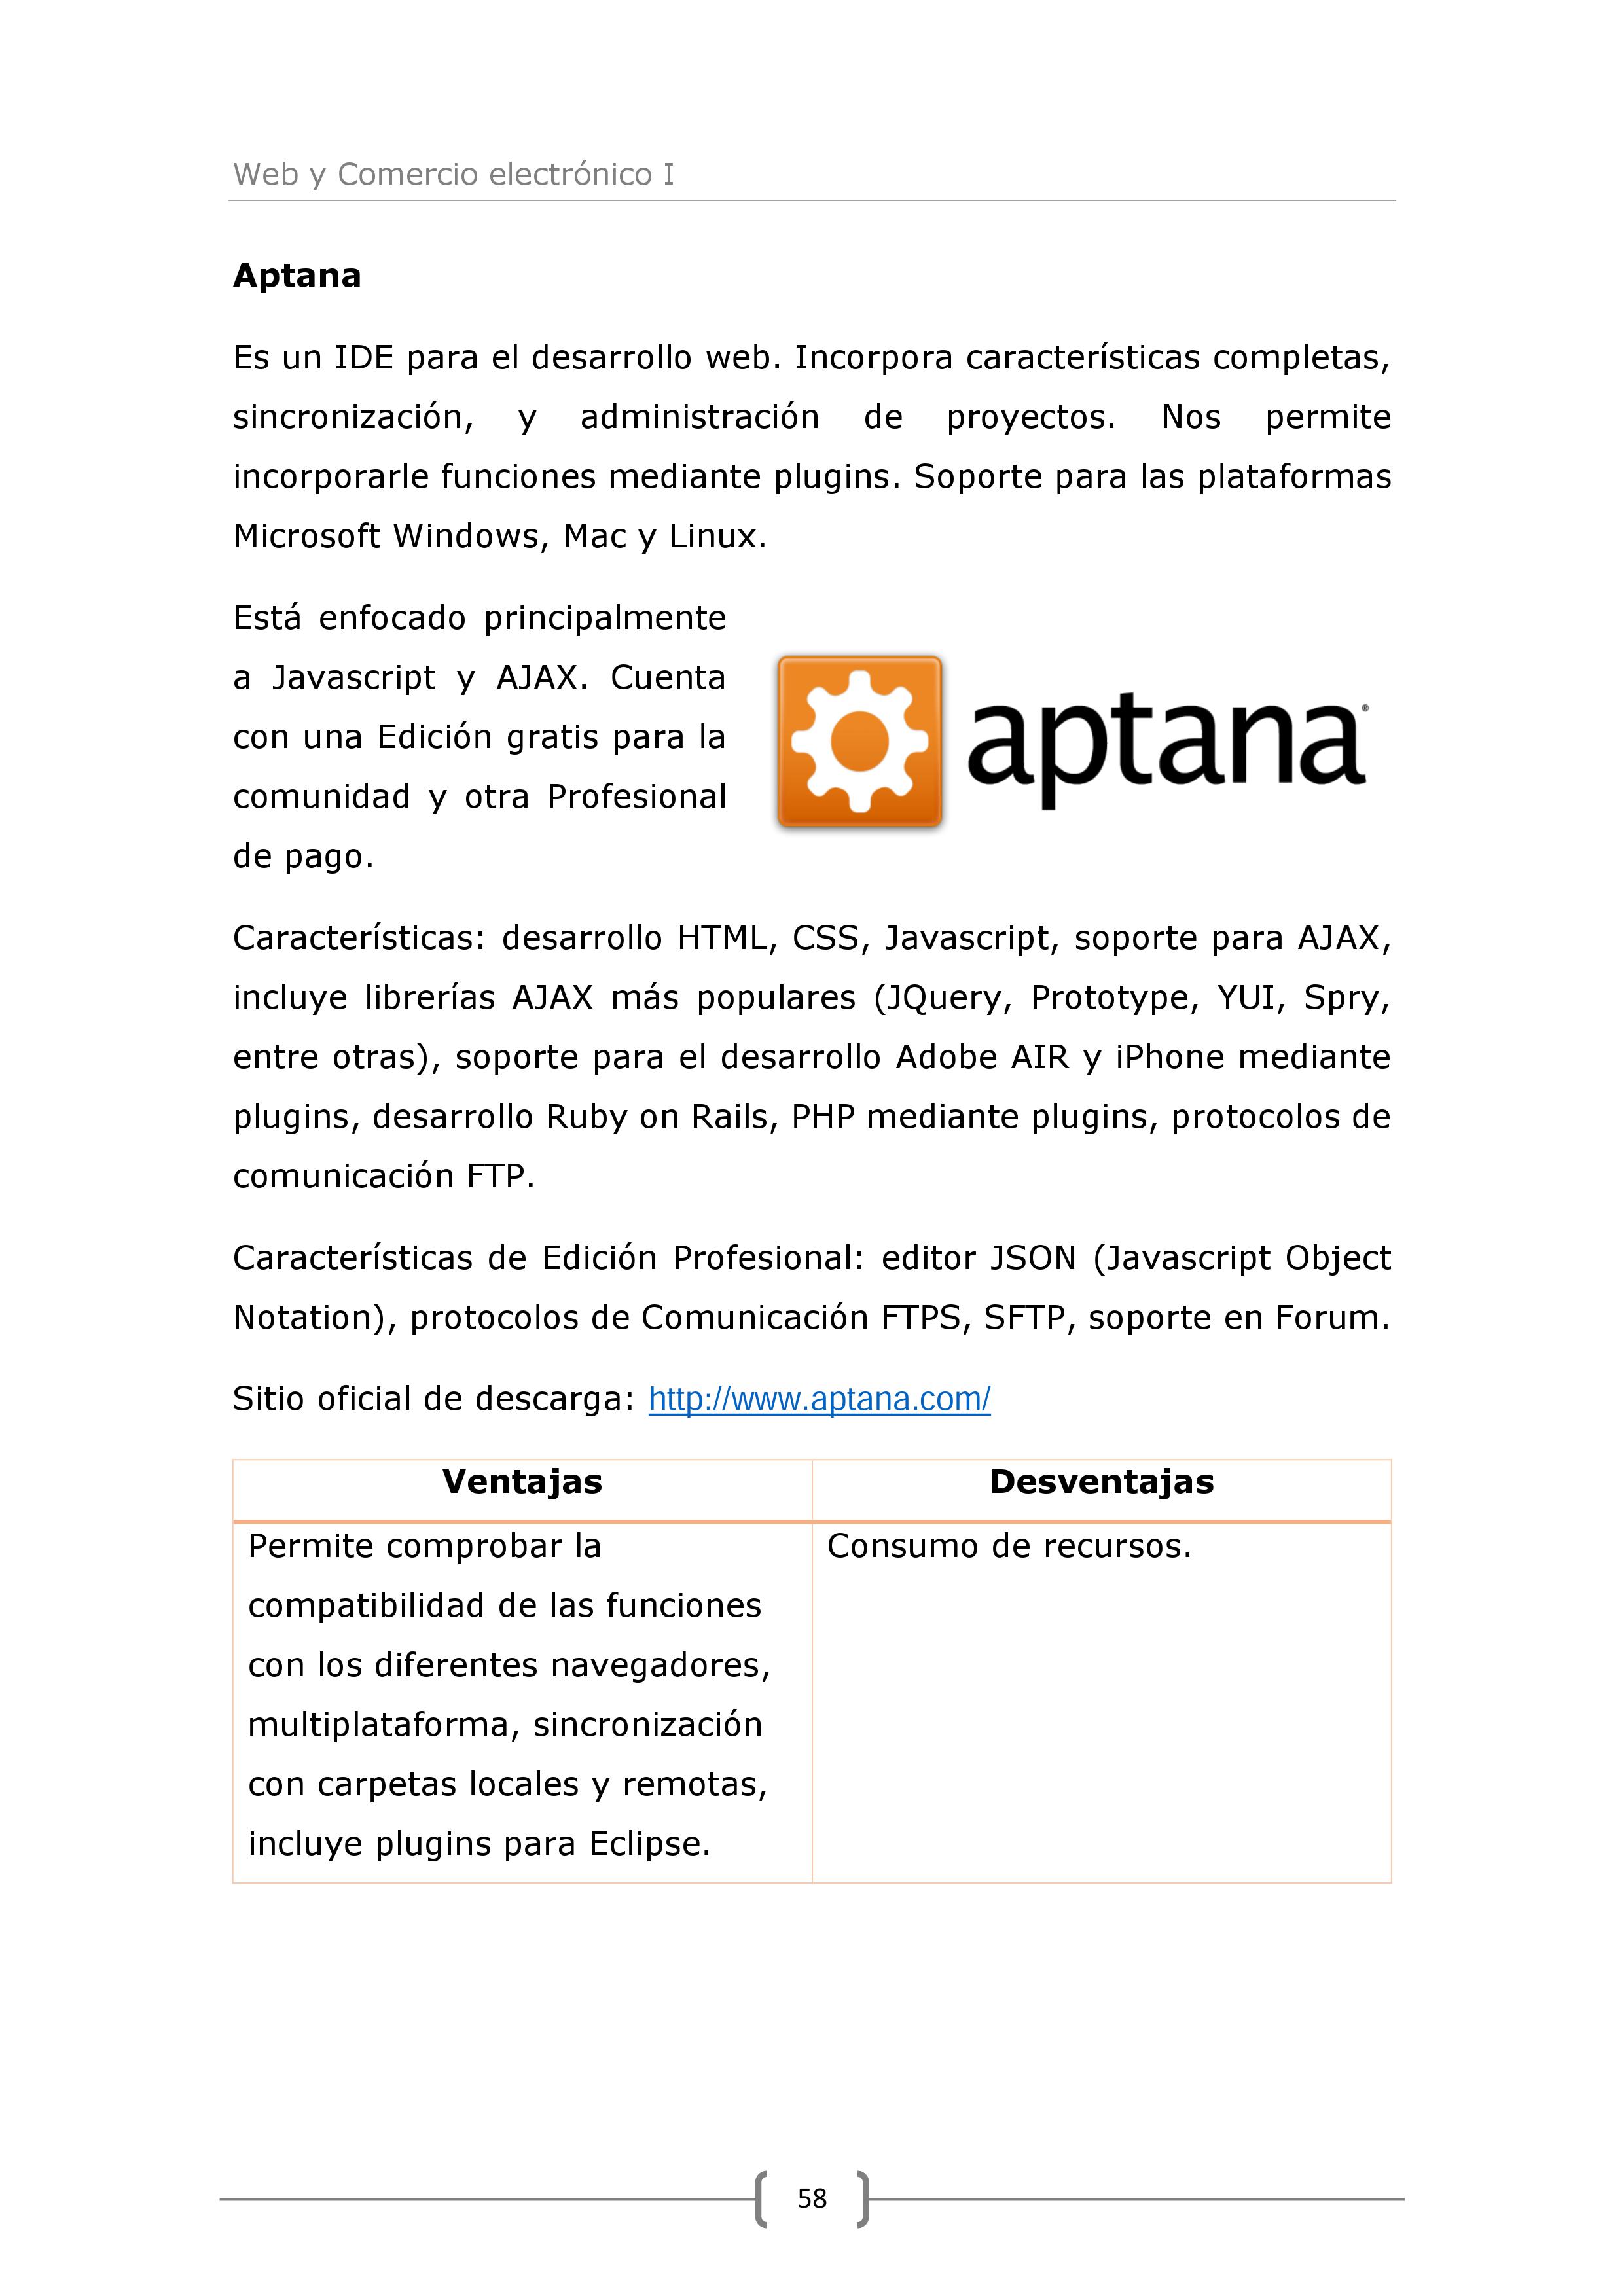 Web y Comercio electrónico I
Aptana
Es un IDE para el desarrollo web. Incorpora características completas,
sincronización, y administración de proyectos. Nos permite
incorporarle funciones mediante plugins. Soporte para las plataformas
Microsoft Windows, Mac y Linux.
Está enfocado principalmente
a Javascript y AJAX. Cuenta
con una Edición gratis para la
comunidad y otra Profesional
de pago.
aptana®
Características: desarrollo HTML, CSS, Javascript, soporte para AJAX,
incluye librerías AJAX más populares (JQuery, Prototype, YUI, Spry,
entre otras), soporte para el desarrollo Adobe AIR y iPhone mediante
plugins, desarrollo Ruby on Rails, PHP mediante plugins, protocolos de
comunicación FTP.
Características de Edición Profesional: editor JSON (Javascript Object
Notation), protocolos de Comunicación FTPS, SFTP, soporte en Forum.
Sitio oficial de descarga: http://www.aptana.com/
Ventajas
Desventajas
Permite comprobar la
compatibilidad de las funciones
con los diferentes navegadores,
multiplataforma, sincronización
con carpetas locales y remotas,
incluye plugins para Eclipse.
Consumo de recursos.
58